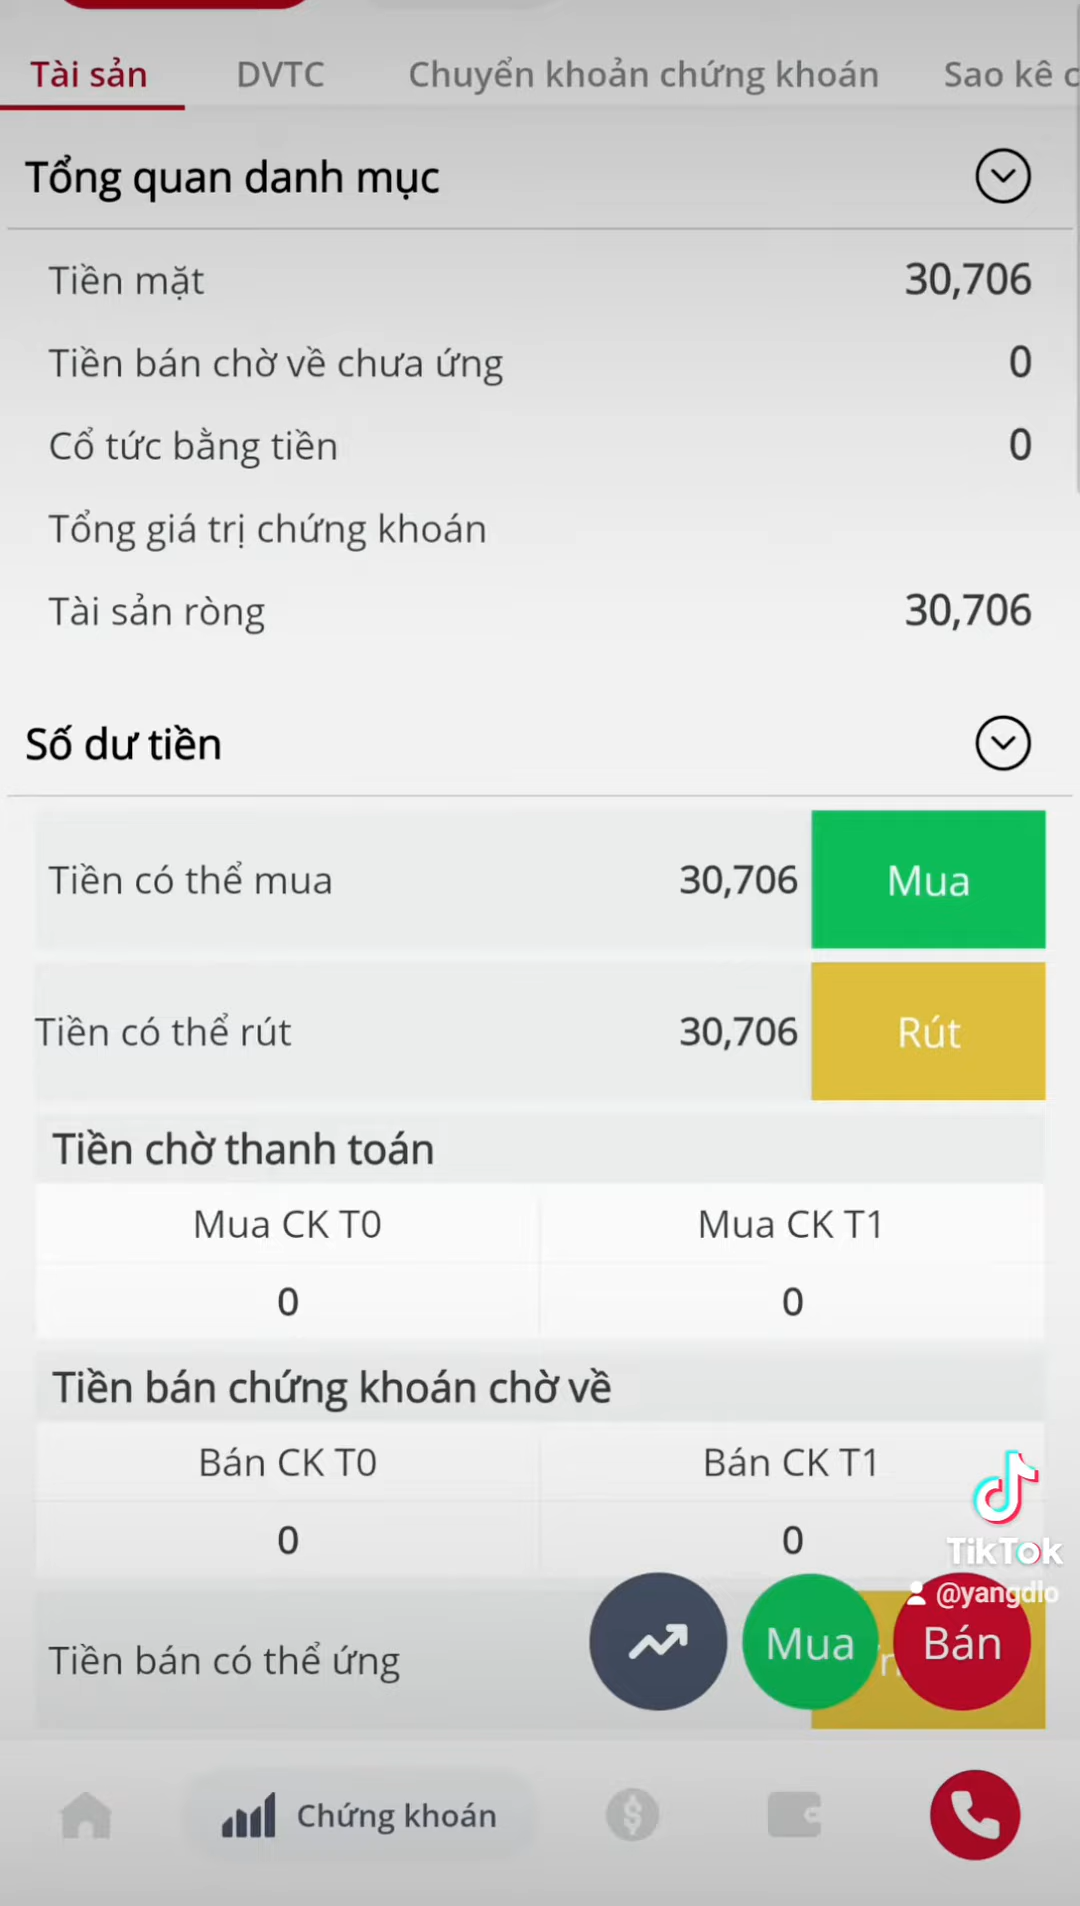 Tài sản DVTC Chuyển khoản chứng khoán Sao kê c
Tổng quan danh mục
Tiền mặt 30,706
Tiền bán chờ về chưa ứng 0
Cổ tức bằng tiền 0
Tổng giá trị chứng khoán
Tài sản ròng 30,706
Số dư tiền
Tiền có thể mua 30,706 Mua
Tiền có thể rút 30,706 Rút
Tiền chờ thanh toán
Mua CK T0 Mua CK T1
0 0
Tiền bán chứng khoán chờ về
Bán CK T0 Bán CK T1
0 0
TikTok
@yangdlo
Tiền bán có thể ứng Mua Bán
Chứng khoán